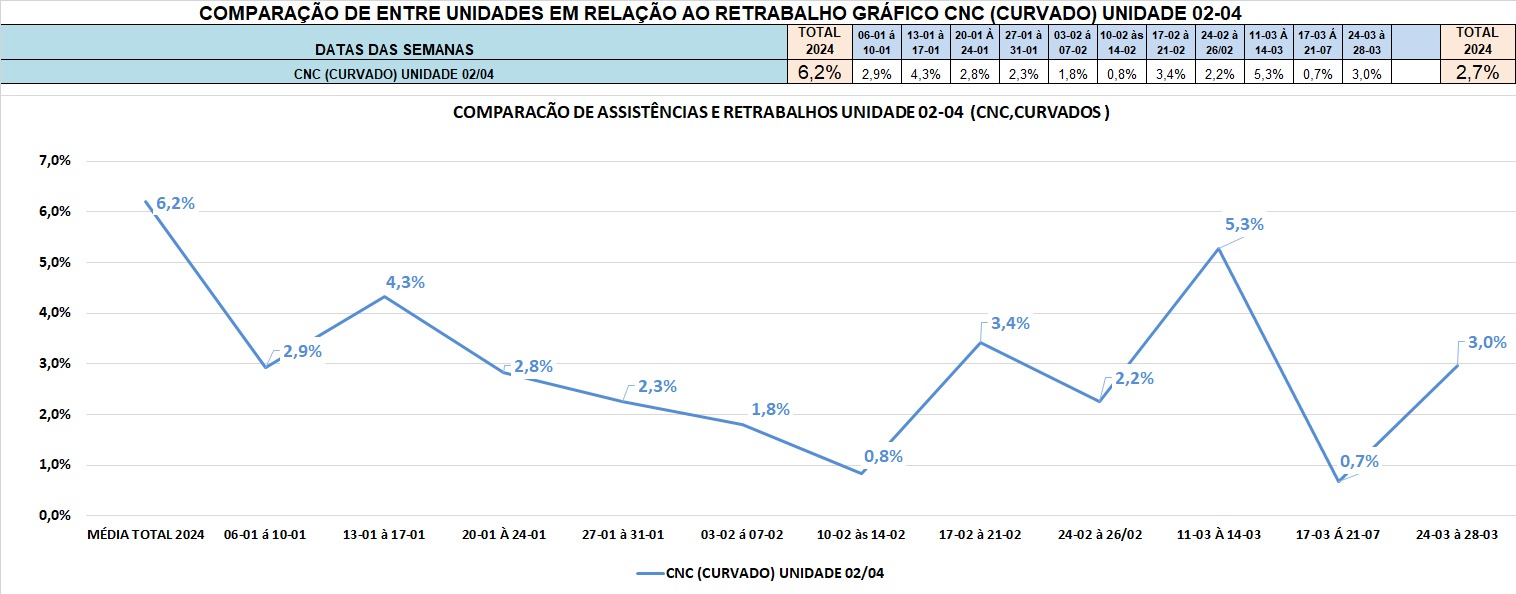 COMPARAÇÃO DE ENTRE UNIDADES EM RELAÇÃO AO RETRABALHO GRÁFICO CNC (CURVADO) UNIDADE 02-04
DATAS DAS SEMANAS
TOTAL
2024
06-01 á
10-01
13-01 à
17-01
20-01 À
24-01
27-01 à
31-01
03-02 á
07-02
10-02 às
14-02
17-02 à
21-02
24-02 à
26/02
11-03 À
14-03
17-03 Á
21-07
24-03 à
28-03
TOTAL
2024
CNC (CURVADO) UNIDADE 02/04 6,2% 2,9% 4,3% 2,8% 2,3% 1,8% 0,8% 3,4% 2,2% 5,3% 0,7% 3,0% 2,7%
COMPARACÃO DE ASSISTÊNCIAS E RETRABALHOS UNIDADE 02-04 (CNC,CURVADOS )
7,0%
6,0%
5,0%
4,0%
3,0%
2,0%
1,0%
0,0%
6,2%
2,9%
4,3%
2,8%
2,3%
1,8%
0,8%
3,4%
2,2%
5,3%
0,7%
3,0%
MÉDIA TOTAL 2024 06-01 á 10-01 13-01 à 17-01 20-01 À 24-01 27-01 à 31-01 03-02 á 07-02 10-02 às 14-02 17-02 à 21-02 24-02 à 26/02 11-03 À 14-03 17-03 Á 21-07 24-03 à 28-03
CNC (CURVADO) UNIDADE 02/04